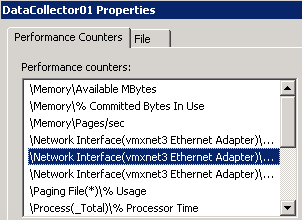 DataCollector01 Properties
Performance Counters
File
Performance counters:
\Memory\Available MBytes
\Memory\% Committed Bytes In Use
\Memory\Pages/sec
\Network Interface(vmxnet3 Ethernet Adapter)\...
\Network Interface(vmxnet3 Ethernet Adapter)\...
\Network Interface(vmxnet3 Ethernet Adapter)\...
\Paging File(*)\% Usage
\Process(_Total)\% Processor Time